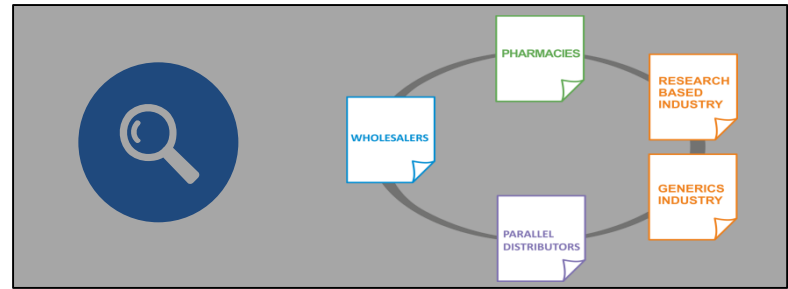 PHARMACIES
RESEARCH
BASED
INDUSTRY
WHOLESALERS
GENERICS
INDUSTRY
PARALLEL
DISTRIBUTORS